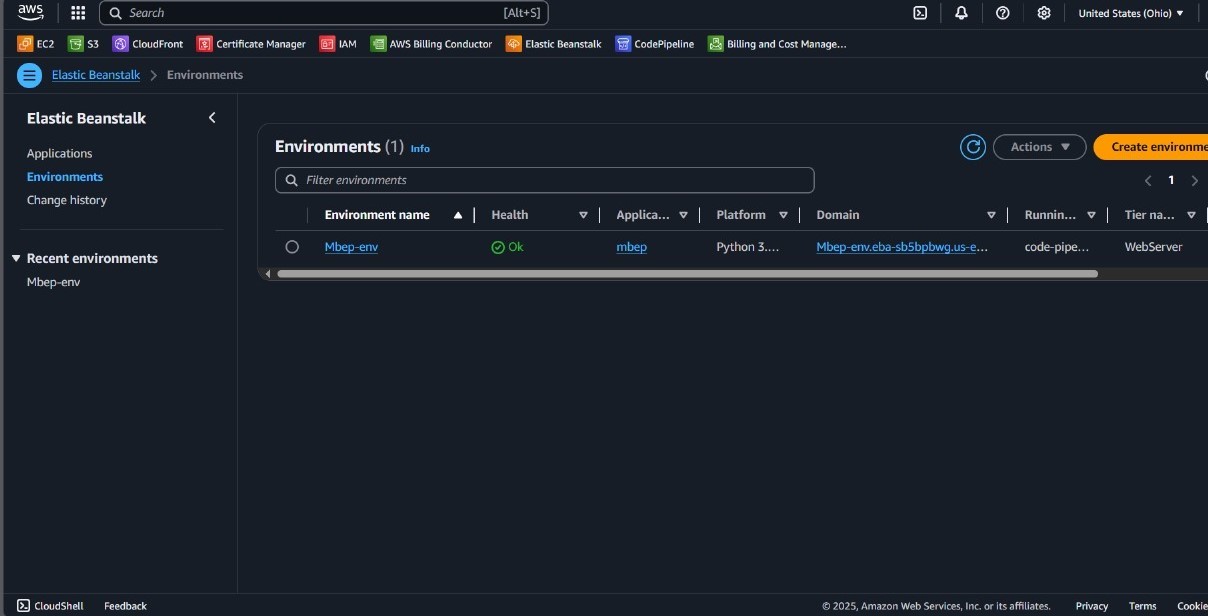 aws Search [Alt+S] United States (Ohio)
EC2 S3 CloudFront Certificate Manager IAM AWS Billing Conductor Elastic Beanstalk CodePipeline Billing and Cost Manage...
Elastic Beanstalk Environments
Elastic Beanstalk
Applications
Environments
Change history
Recent environments
Mbep-env
Environments (1) Info
Actions Create environme
Filter environments
1
Environment name Health Applica... Platform Domain Runnin... Tier na...
Mbep-env Ok mbep Python 3.... Mbep-env.eba-sb5bpbwg.us-e... code-pipe... WebServer
CloudShell Feedback © 2025, Amazon Web Services, Inc. or its affiliates. Privacy Terms Cookie